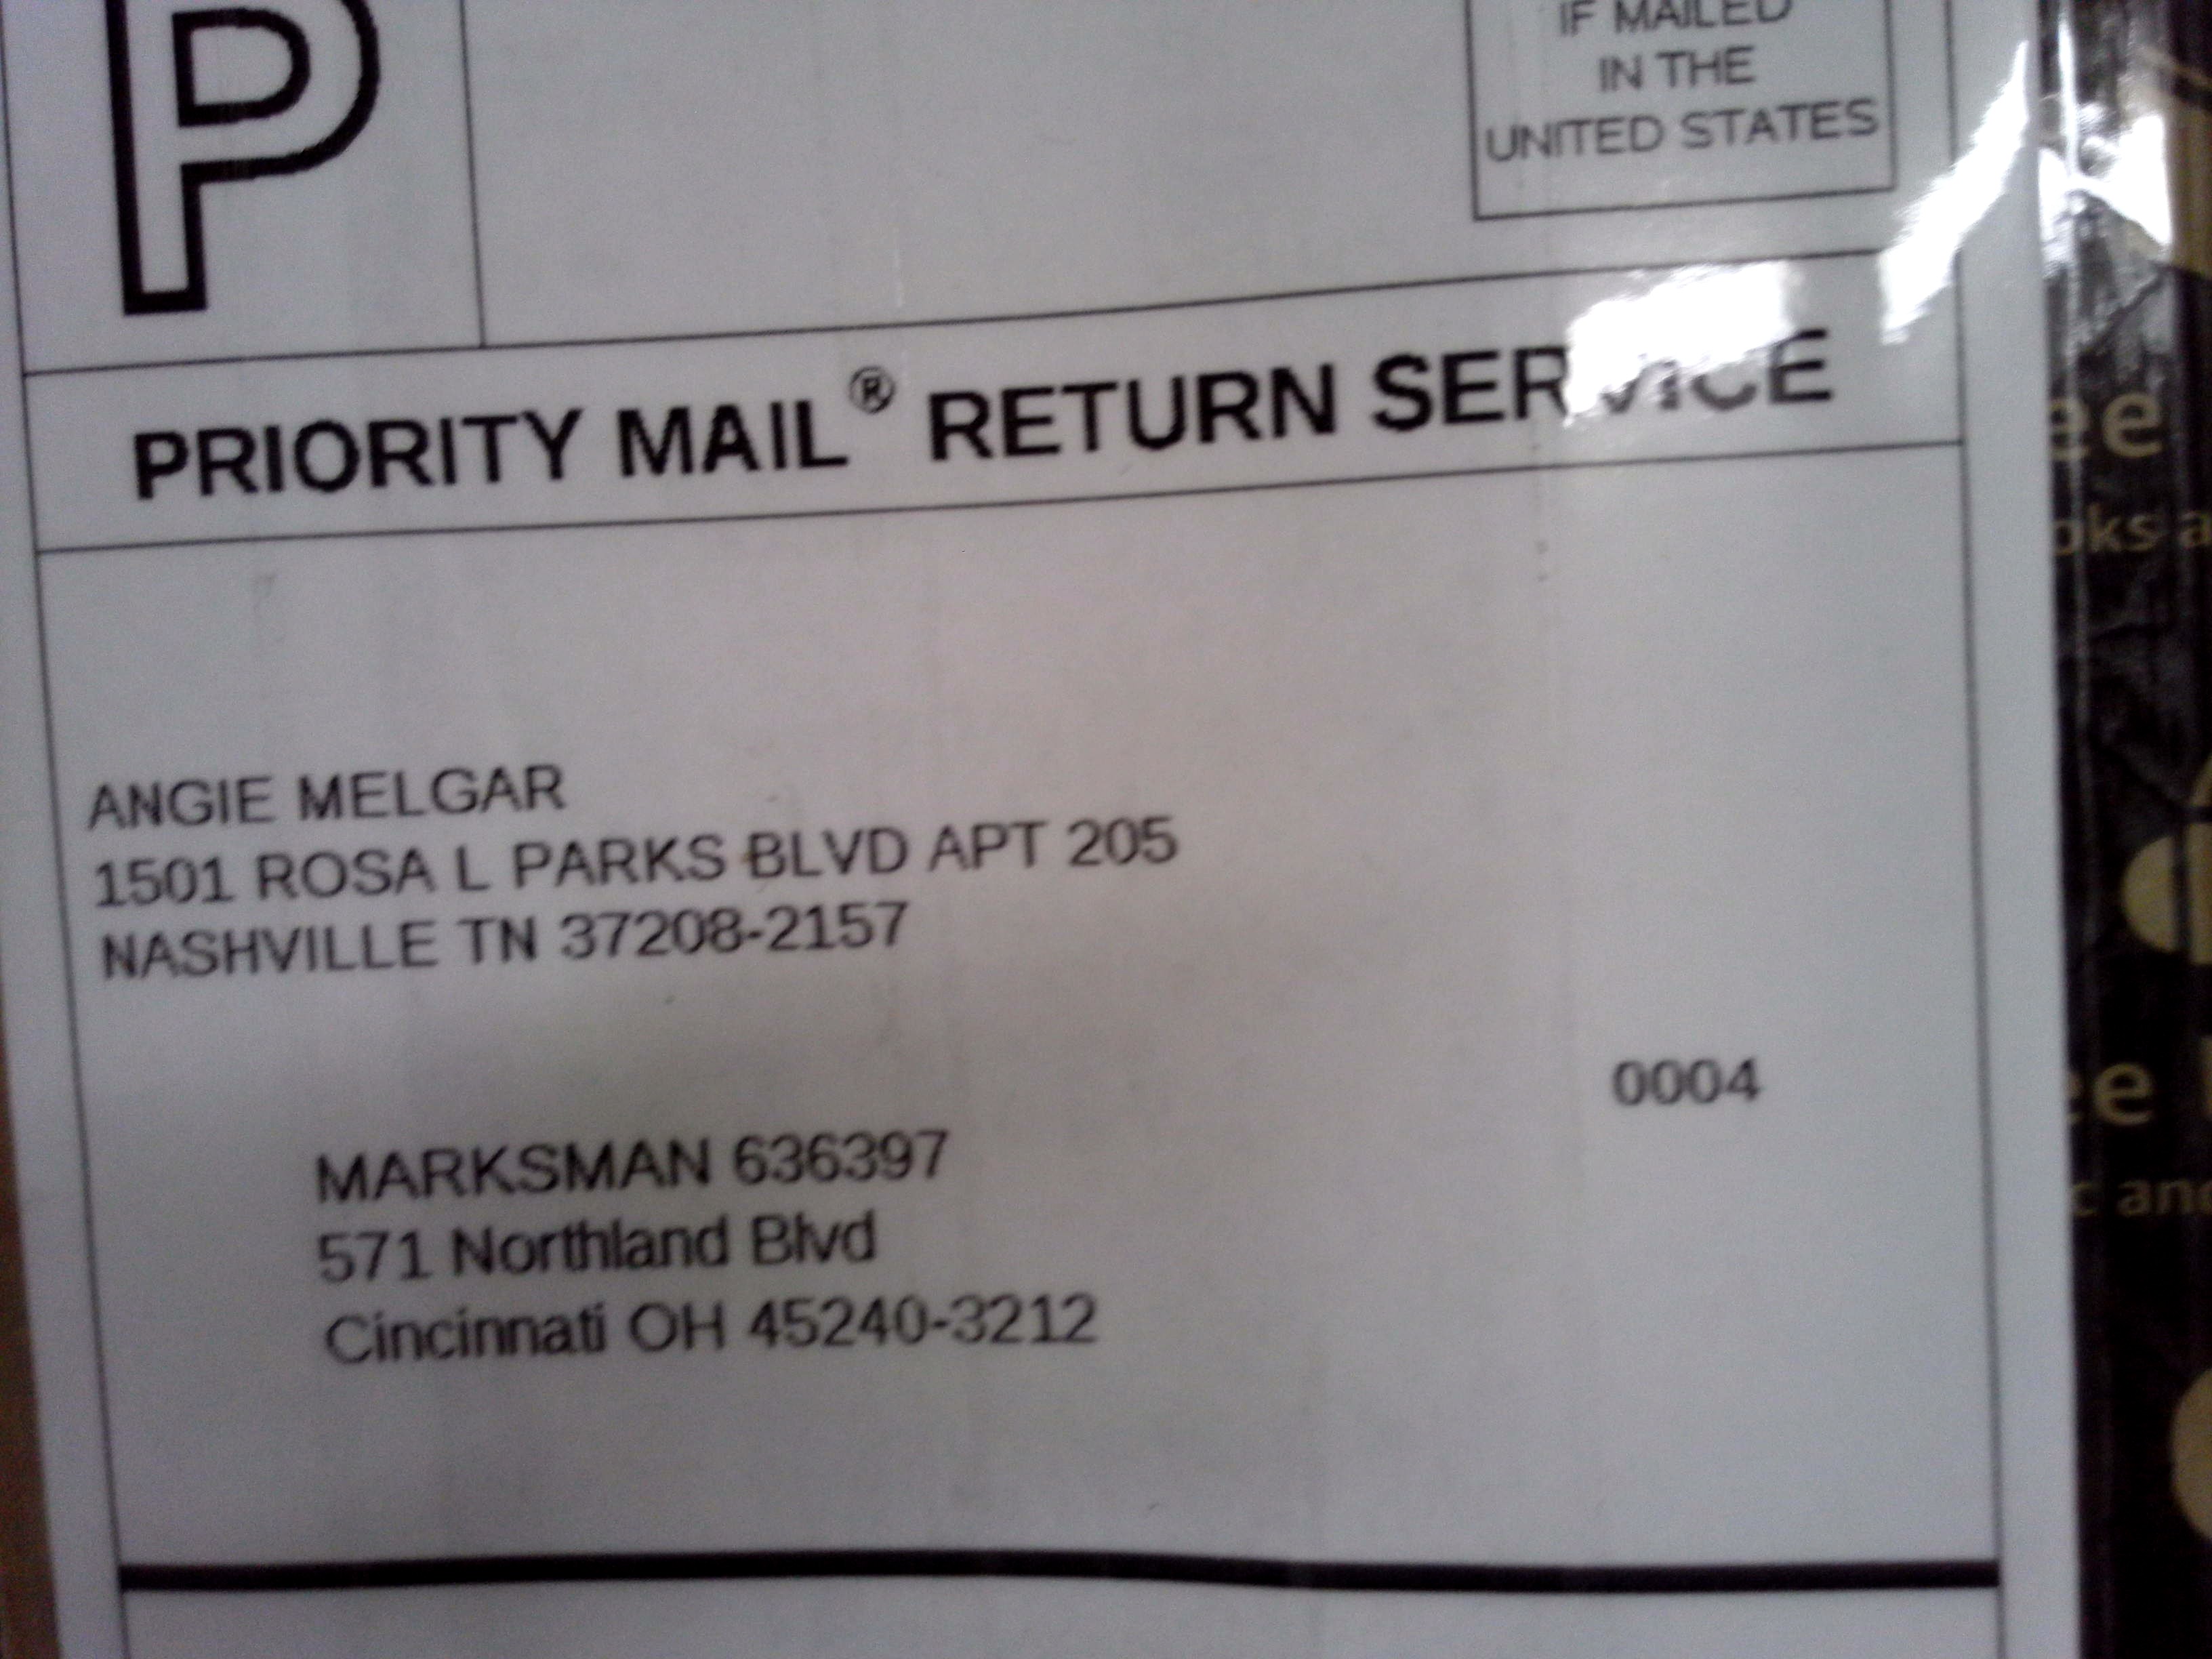 P
IF MAILED
IN THE
UNITED STATES
PRIORITY MAIL® RETURN SERVICE
ANGIE MELGAR
1501 ROSA L PARKS BLVD APT 205
NASHVILLE TN 37208-2157
0004
MARKSMAN 636397
571 Northland Blvd
Cincinnati OH 45240-3212